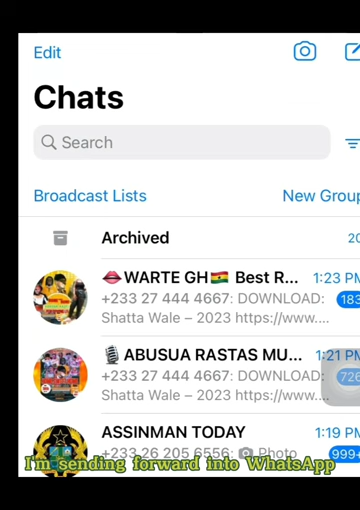 Edit
Chats
Search
Broadcast Lists
New Group
Archived
20
👄WARTE GH🇬🇭 Best R... 1:23 PM
+233 27 444 4667: DOWNLOAD: 183
Shatta Wale – 2023 https://www....
🎙️ABUSUA RASTAS MU... 1:21 PM
+233 27 444 4667: DOWNLOAD: 726
Shatta Wale – 2023 https://www....
ASSINMAN TODAY 1:19 PM
+233 26 205 6556: 📷 Photo 999+
I'm sending forward into WhatsApp